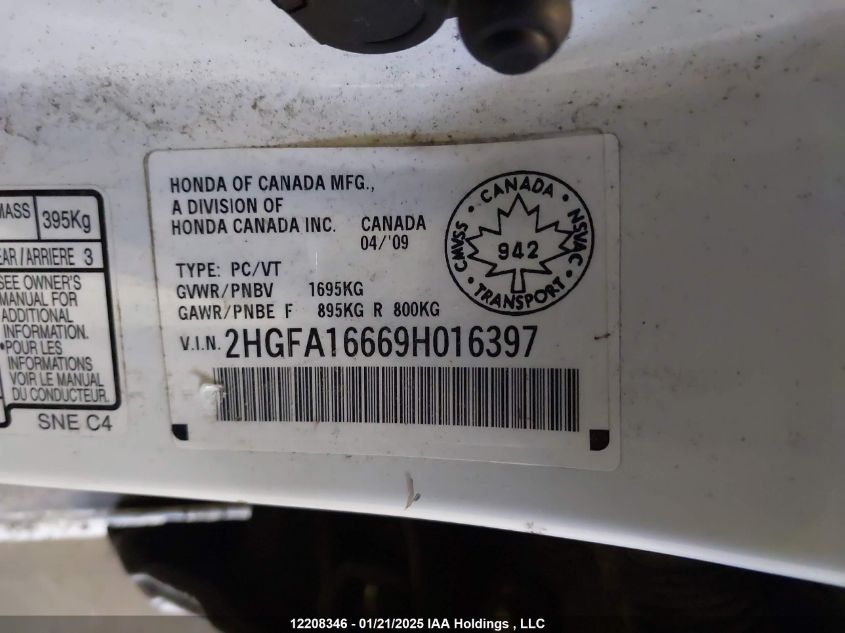 MASS 395Kg
EAR/ARRIERE 3
SEE OWNER'S
MANUAL FOR
ADDITIONAL
INFORMATION.
•POUR LES
INFORMATIONS
VOIR LE MANUAL
DU CONDUCTEUR.
SNE C4
HONDA OF CANADA MFG.,
A DIVISION OF
HONDA CANADA INC. CANADA
04/'09
TYPE: PC/VT
GVWR/PNBV 1695KG
GAWR/PNBE F 895KG R 800KG
V.I.N. 2HGFA16669H016397
CANADA
CMVSS 942 NSVAC
TRANSPORT
12208346 - 01/21/2025 IAA Holdings , LLC